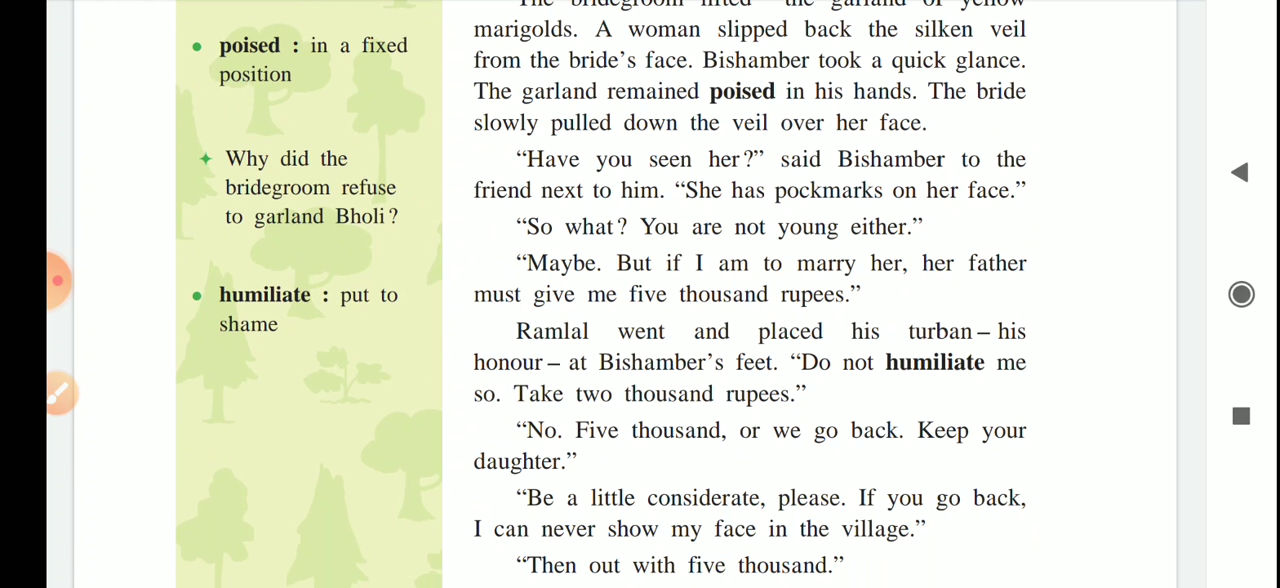 The bridegroom lifted the garland of yellow
marigolds. A woman slipped back the silken veil
from the bride's face. Bishamber took a quick glance.
The garland remained poised in his hands. The bride
slowly pulled down the veil over her face.
“Have you seen her?” said Bishamber to the
friend next to him. “She has pockmarks on her face.”
“So what? You are not young either.”
“Maybe. But if I am to marry her, her father
must give me five thousand rupees.”
Ramlal went and placed his turban – his
honour – at Bishamber's feet. “Do not humiliate me
so. Take two thousand rupees.”
“No. Five thousand, or we go back. Keep your
daughter.”
“Be a little considerate, please. If you go back,
I can never show my face in the village.”
“Then out with five thousand.”
• poised : in a fixed
position
✦ Why did the
bridegroom refuse
to garland Bholi?
• humiliate : put to
shame